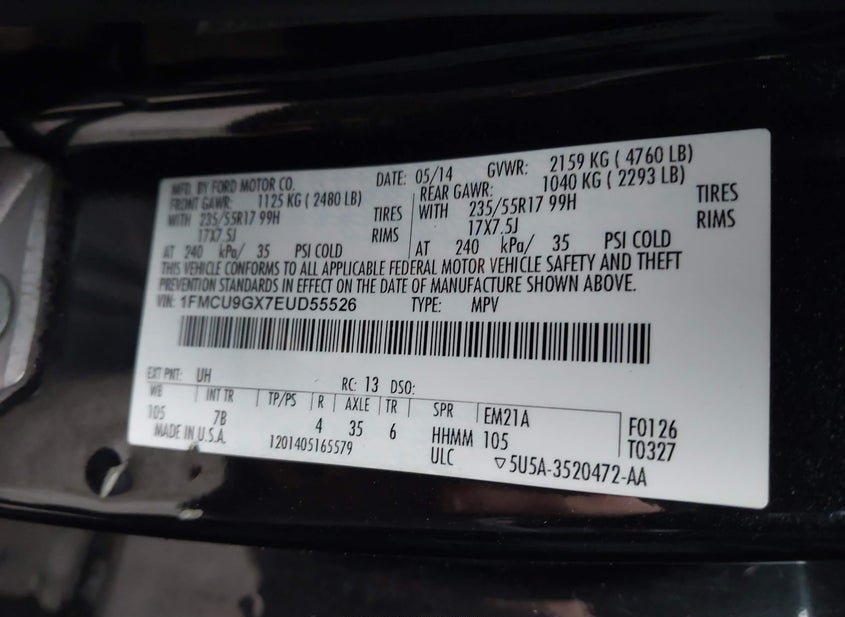 MFD. BY FORD MOTOR CO. DATE: 05/14 GVWR: 2159 KG ( 4760 LB)
FRONT GAWR: 1125 KG ( 2480 LB) REAR GAWR: 1040 KG ( 2293 LB)
WITH 235/55R17 99H TIRES WITH 235/55R17 99H TIRES
17X7.5J RIMS 17X7.5J RIMS
AT 240 kPa/ 35 PSI COLD AT 240 kPa/ 35 PSI COLD
THIS VEHICLE CONFORMS TO ALL APPLICABLE FEDERAL MOTOR VEHICLE SAFETY AND THEFT
PREVENTION STANDARDS IN EFFECT ON THE DATE OF MANUFACTURE SHOWN ABOVE.
VIN: 1FMCU9GX7EUD55526 TYPE: MPV
EXT PNT: UH RC: 13 DSO:
WB INT TR TP/PS R AXLE TR SPR EM21A F0126
105 7B 4 35 6 HHMM 105 T0327
MADE IN U.S.A. 1201405165579 ULC ▽5U5A-3520472-AA